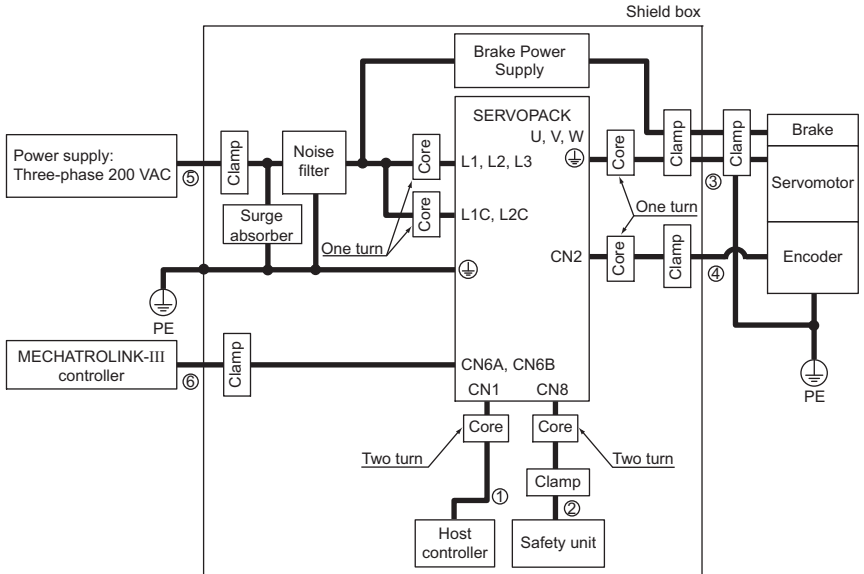 Shield box
Brake Power
Supply
SERVOPACK
U, V, W
Power supply:
Three-phase 200 VAC
⑤
Clamp
Noise
filter
Core
L1, L2, L3
Core
Clamp
Clamp
③
Brake
Servomotor
Surge
absorber
Core
L1C, L2C
One turn
One turn
CN2
Core
Clamp
④
Encoder
PE
MECHATROLINK-III
controller
⑥
Clamp
CN6A, CN6B
CN1
CN8
PE
Core
Core
Two turn
Two turn
Clamp
①
②
Host
controller
Safety unit